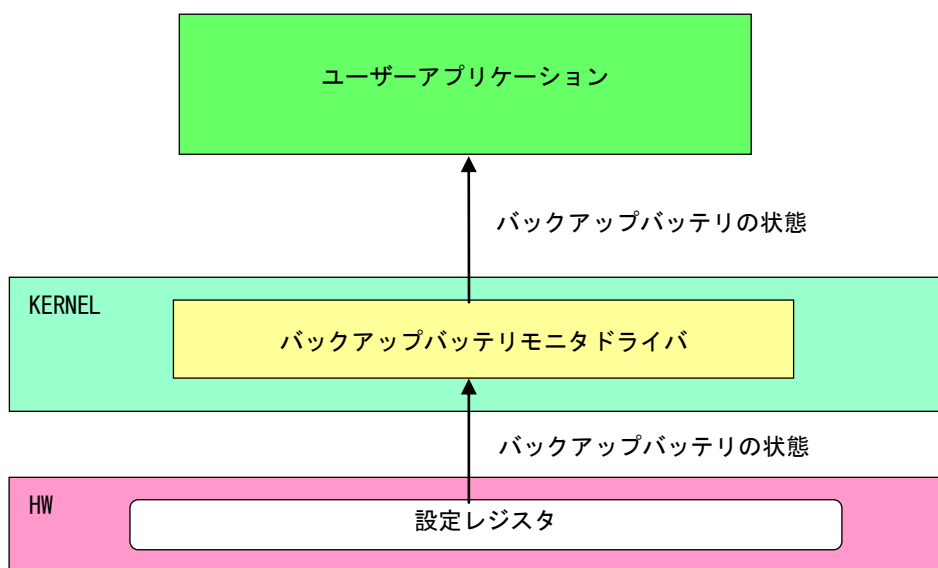 ユーザーアプリケーション
バックアップバッテリの状態
KERNEL
バックアップバッテリモニタドライバ
バックアップバッテリの状態
HW
設定レジスタ